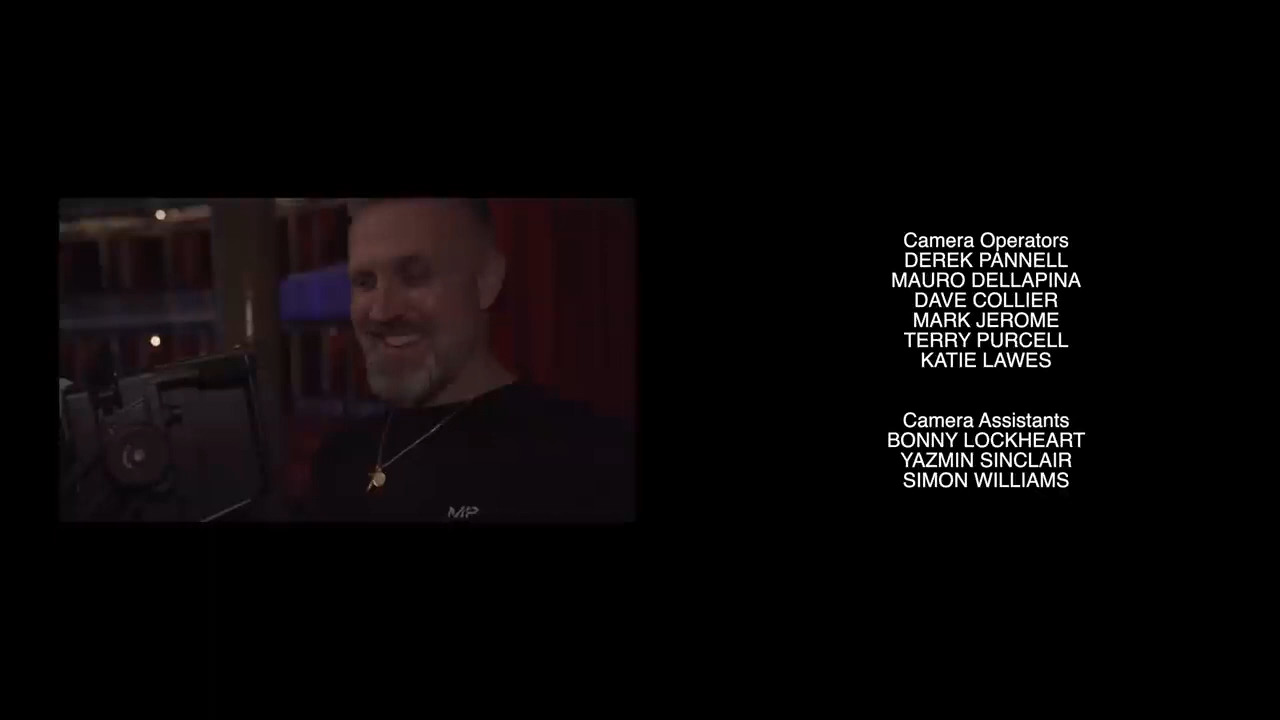 Camera Operators
DEREK PANNELL
MAURO DELLAPINA
DAVE COLLIER
MARK JEROME
TERRY PURCELL
KATIE LAWES
Camera Assistants
BONNY LOCKHEART
YAZMIN SINCLAIR
SIMON WILLIAMS
MP